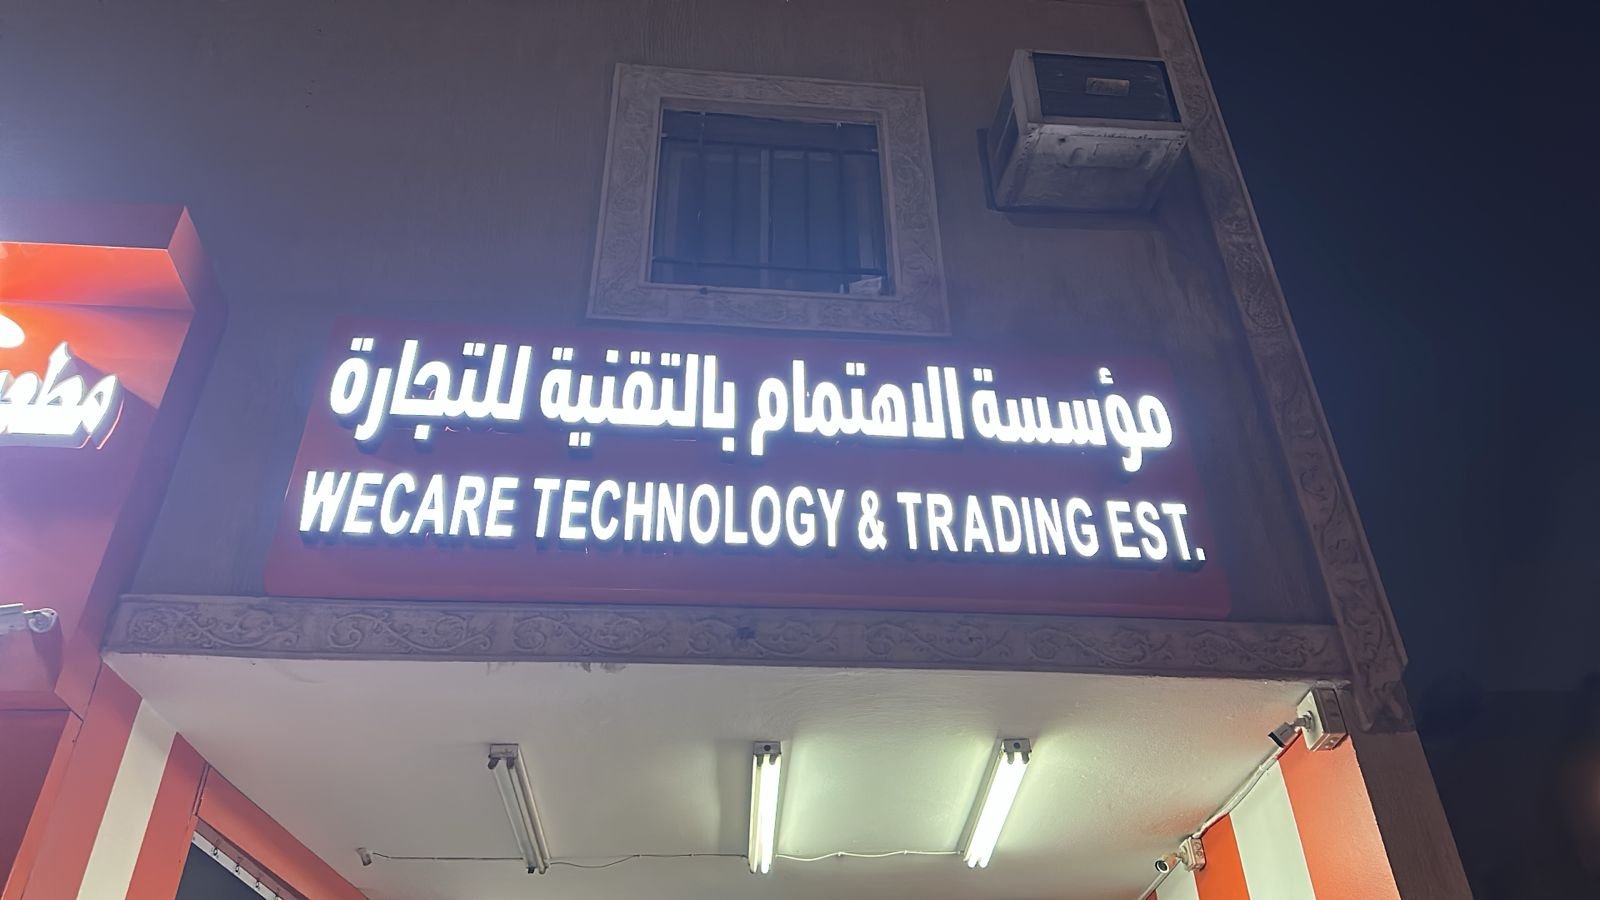 مؤسسة الاهتمام بالتقنية للتجارة
WECARE TECHNOLOGY & TRADING EST.